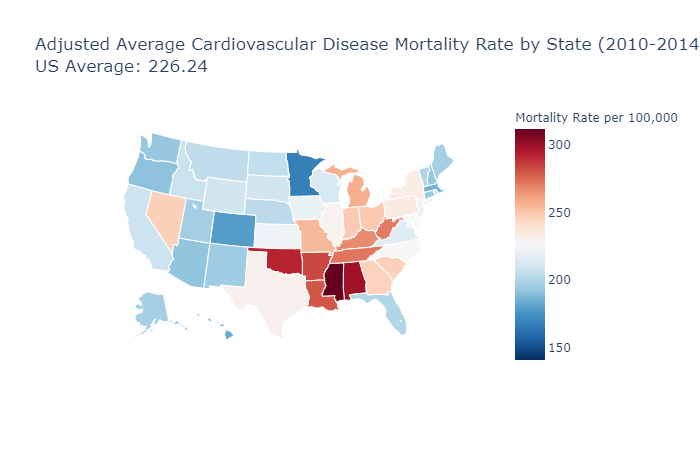 Adjusted Average Cardiovascular Disease Mortality Rate by State (2010-2014
US Average: 226.24
Mortality Rate per 100,000
300
250
200
150